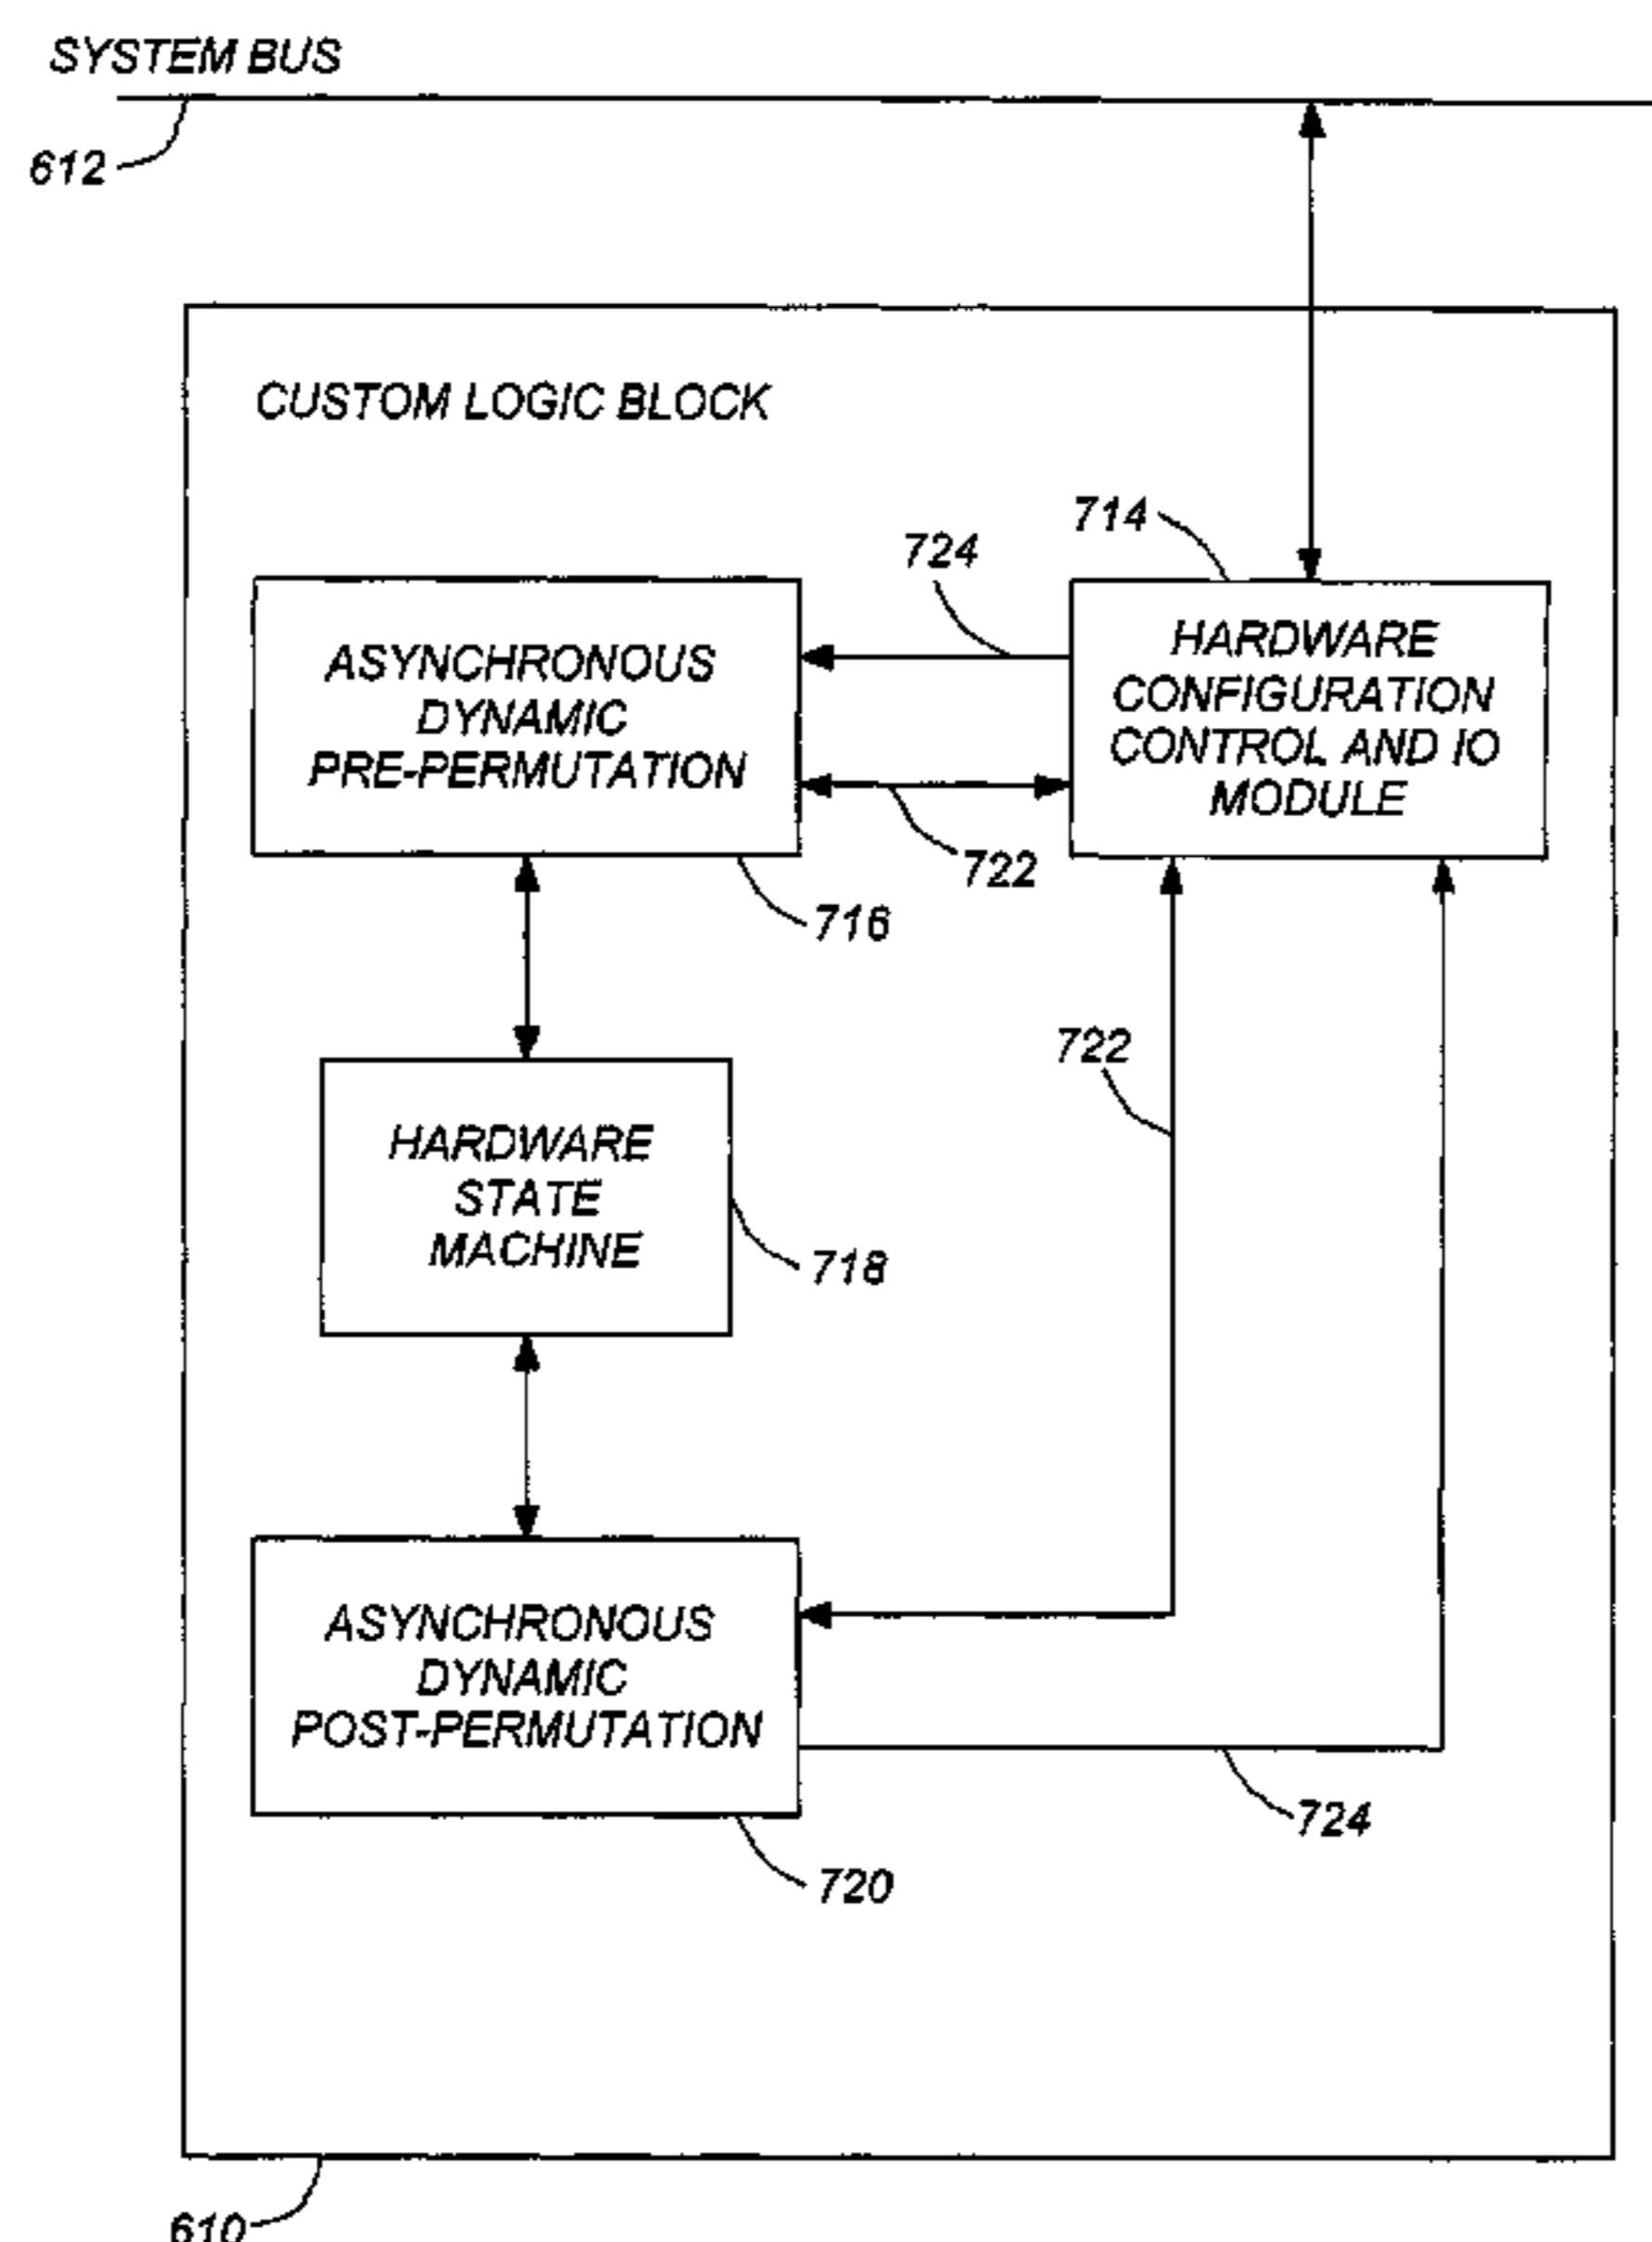 SYSTEM BUS
612
CUSTOM LOGIC BLOCK
714
724
ASYNCHRONOUS
DYNAMIC
PRE-PERMUTATION
HARDWARE
CONFIGURATION
CONTROL AND IO
MODULE
722
716
722
HARDWARE
STATE
MACHINE
718
ASYNCHRONOUS
DYNAMIC
POST-PERMUTATION
724
720
610